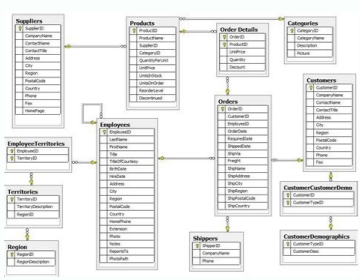 Suppliers
SupplierID
CompanyName
ContactName
ContactTitle
Address
City
Region
PostalCode
Country
Phone
Fax
HomePage
Products
ProductID
ProductName
SupplierID
CategoryID
QuantityPerUnit
UnitPrice
UnitsInStock
UnitsOnOrder
ReorderLevel
Discontinued
Order Details
OrderID
ProductID
UnitPrice
Quantity
Discount
Categories
CategoryID
CategoryName
Description
Picture
Customers
CustomerID
CompanyName
ContactName
ContactTitle
Address
City
Region
PostalCode
Country
Phone
Fax
Orders
OrderID
CustomerID
EmployeeID
OrderDate
RequiredDate
ShippedDate
ShipVia
Freight
ShipName
ShipAddress
ShipCity
ShipRegion
ShipPostalCode
ShipCountry
Employees
EmployeeID
LastName
FirstName
Title
TitleOfCourtesy
BirthDate
HireDate
Address
City
Region
PostalCode
Country
HomePhone
Extension
Photo
Notes
ReportsTo
PhotoPath
EmployeeTerritories
EmployeeID
TerritoryID
Territories
TerritoryID
TerritoryDescription
RegionID
Region
RegionID
RegionDescription
Shippers
ShipperID
CompanyName
Phone
CustomerCustomerDemo
CustomerID
CustomerTypeID
CustomerDemographics
CustomerTypeID
CustomerDesc